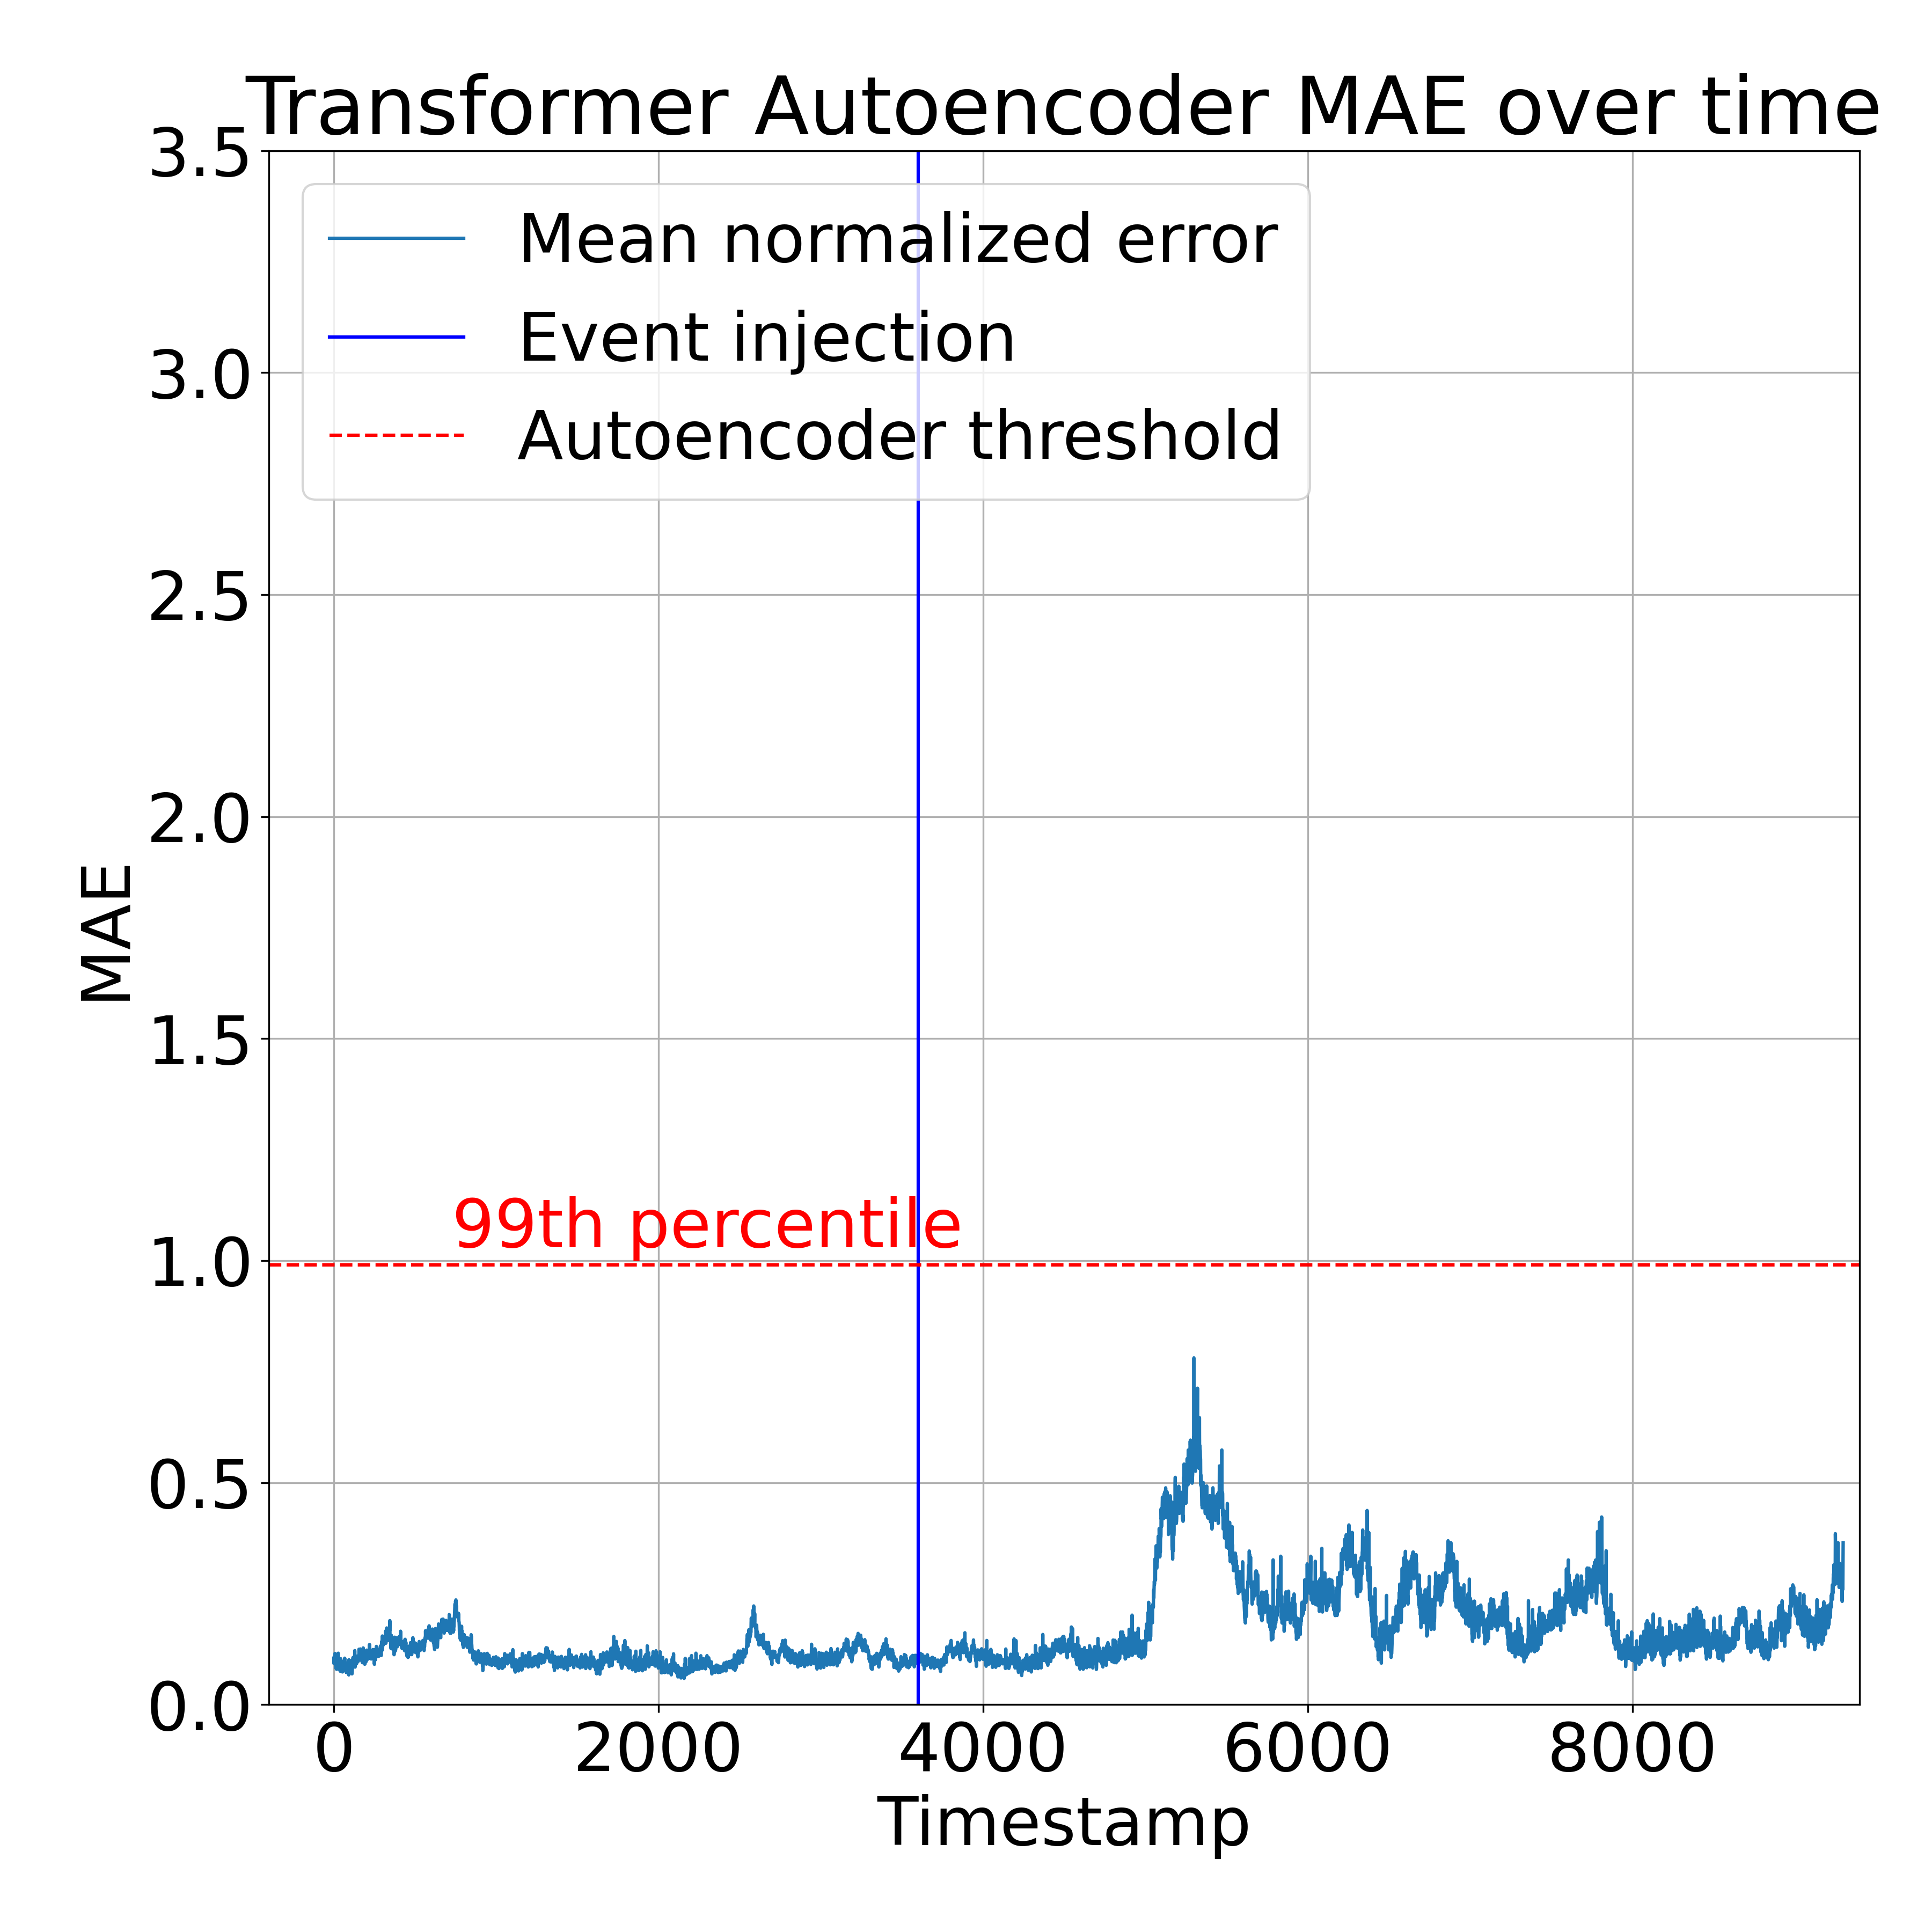 Transformer Autoencoder MAE over time
3.5
3.0
2.5
2.0
1.5
1.0
0.5
0.0
MAE
Mean normalized error
Event injection
Autoencoder threshold
99th percentile
0 2000 4000 6000 8000
Timestamp